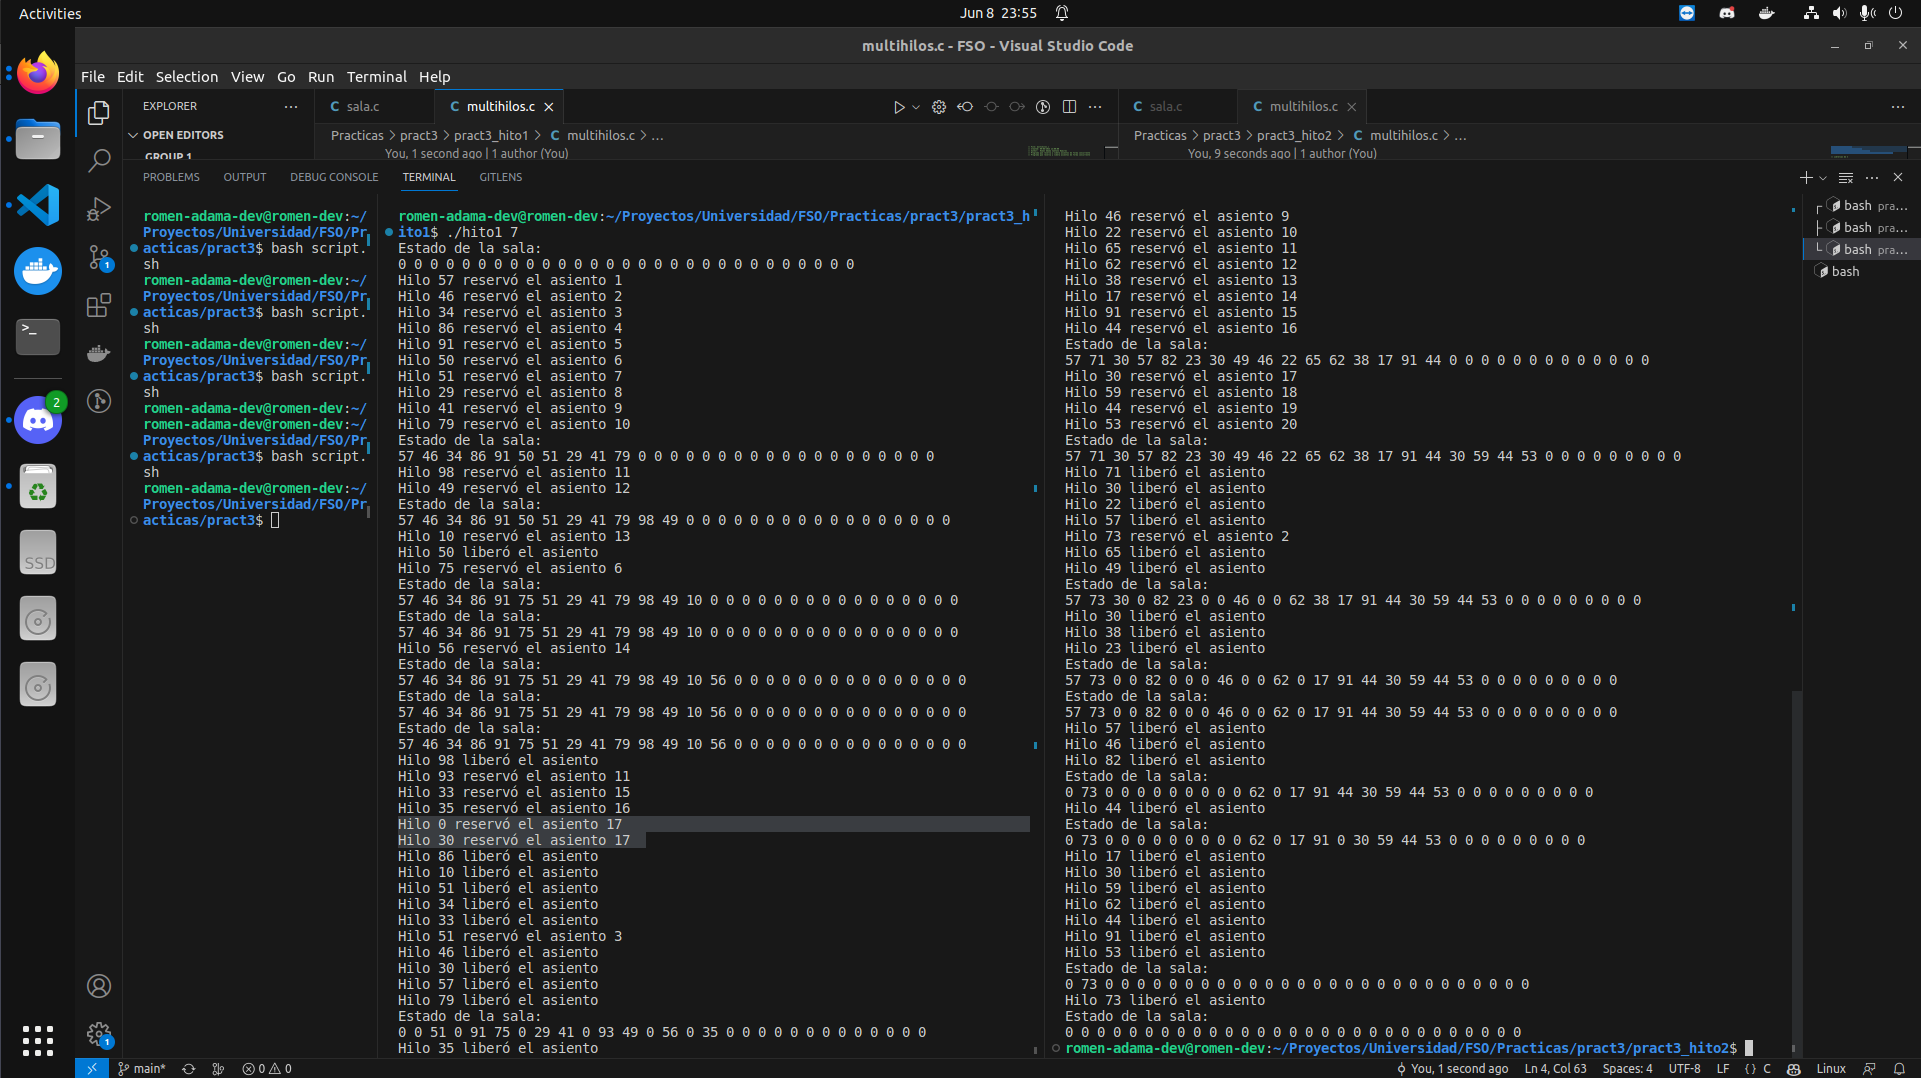 Activities
Jun 8 23:55
multihilos.c - FSO - Visual Studio Code
File Edit Selection View Go Run Terminal Help
EXPLORER
OPEN EDITORS
GROUP 1
C sala.c
C multihilos.c
Practicas > pract3 > pract3_hito1 > C multihilos.c > ...
You, 1 second ago | 1 author (You)
C sala.c
C multihilos.c
Practicas > pract3 > pract3_hito2 > C multihilos.c > ...
You, 9 seconds ago | 1 author (You)
PROBLEMS OUTPUT DEBUG CONSOLE TERMINAL GITLENS
romen-adama-dev@romen-dev:~/
Proyectos/Universidad/FSO/Pr
acticas/pract3$ bash script.
sh
romen-adama-dev@romen-dev:~/
Proyectos/Universidad/FSO/Pr
acticas/pract3$ bash script.
sh
romen-adama-dev@romen-dev:~/
Proyectos/Universidad/FSO/Pr
acticas/pract3$ bash script.
sh
romen-adama-dev@romen-dev:~/
romen-adama-dev@romen-dev:~/
Proyectos/Universidad/FSO/Pr
acticas/pract3$ bash script.
sh
romen-adama-dev@romen-dev:~/
Proyectos/Universidad/FSO/Pr
acticas/pract3$
romen-adama-dev@romen-dev:~/Proyectos/Universidad/FSO/Practicas/pract3/pract3_h
ito1$ ./hito1 7
Estado de la sala:
0 0 0 0 0 0 0 0 0 0 0 0 0 0 0 0 0 0 0 0 0 0 0 0 0 0 0 0 0
Hilo 57 reservó el asiento 1
Hilo 46 reservó el asiento 2
Hilo 34 reservó el asiento 3
Hilo 86 reservó el asiento 4
Hilo 91 reservó el asiento 5
Hilo 50 reservó el asiento 6
Hilo 51 reservó el asiento 7
Hilo 29 reservó el asiento 8
Hilo 41 reservó el asiento 9
Hilo 79 reservó el asiento 10
Estado de la sala:
57 46 34 86 91 50 51 29 41 79 0 0 0 0 0 0 0 0 0 0 0 0 0 0 0 0 0 0 0
Hilo 98 reservó el asiento 11
Hilo 49 reservó el asiento 12
Estado de la sala:
57 46 34 86 91 50 51 29 41 79 98 49 0 0 0 0 0 0 0 0 0 0 0 0 0 0 0 0 0
Hilo 10 reservó el asiento 13
Hilo 50 liberó el asiento
Hilo 75 reservó el asiento 6
Estado de la sala:
57 46 34 86 91 75 51 29 41 79 98 49 10 0 0 0 0 0 0 0 0 0 0 0 0 0 0 0 0
Estado de la sala:
57 46 34 86 91 75 51 29 41 79 98 49 10 0 0 0 0 0 0 0 0 0 0 0 0 0 0 0 0
Hilo 56 reservó el asiento 14
Estado de la sala:
57 46 34 86 91 75 51 29 41 79 98 49 10 56 0 0 0 0 0 0 0 0 0 0 0 0 0 0 0
Estado de la sala:
57 46 34 86 91 75 51 29 41 79 98 49 10 56 0 0 0 0 0 0 0 0 0 0 0 0 0 0 0
Estado de la sala:
57 46 34 86 91 75 51 29 41 79 98 49 10 56 0 0 0 0 0 0 0 0 0 0 0 0 0 0 0
Hilo 98 liberó el asiento
Hilo 93 reservó el asiento 11
Hilo 33 reservó el asiento 15
Hilo 35 reservó el asiento 16
Hilo 0 reservó el asiento 17
Hilo 30 reservó el asiento 17
Hilo 86 liberó el asiento
Hilo 10 liberó el asiento
Hilo 51 liberó el asiento
Hilo 34 liberó el asiento
Hilo 33 liberó el asiento
Hilo 51 reservó el asiento 3
Hilo 46 liberó el asiento
Hilo 30 liberó el asiento
Hilo 57 liberó el asiento
Hilo 79 liberó el asiento
Estado de la sala:
0 0 51 0 91 75 0 29 41 0 93 49 0 56 0 35 0 0 0 0 0 0 0 0 0 0 0 0 0
Hilo 35 liberó el asiento
Hilo 46 reservó el asiento 9
Hilo 22 reservó el asiento 10
Hilo 65 reservó el asiento 11
Hilo 62 reservó el asiento 12
Hilo 38 reservó el asiento 13
Hilo 17 reservó el asiento 14
Hilo 91 reservó el asiento 15
Hilo 44 reservó el asiento 16
Estado de la sala:
57 71 30 57 82 23 30 49 46 22 65 62 38 17 91 44 0 0 0 0 0 0 0 0 0 0 0 0 0
Hilo 30 reservó el asiento 17
Hilo 59 reservó el asiento 18
Hilo 44 reservó el asiento 19
Hilo 53 reservó el asiento 20
Estado de la sala:
57 71 30 57 82 23 30 49 46 22 65 62 38 17 91 44 30 59 44 53 0 0 0 0 0 0 0 0 0
Hilo 71 liberó el asiento
Hilo 30 liberó el asiento
Hilo 22 liberó el asiento
Hilo 57 liberó el asiento
Hilo 73 reservó el asiento 2
Hilo 65 liberó el asiento
Hilo 49 liberó el asiento
Estado de la sala:
57 73 30 0 82 23 0 0 46 0 0 62 38 17 91 44 30 59 44 53 0 0 0 0 0 0 0 0 0
Hilo 30 liberó el asiento
Hilo 38 liberó el asiento
Hilo 23 liberó el asiento
Estado de la sala:
57 73 0 0 82 0 0 0 46 0 0 62 0 17 91 44 30 59 44 53 0 0 0 0 0 0 0 0 0
Estado de la sala:
57 73 0 0 82 0 0 0 46 0 0 62 0 17 91 44 30 59 44 53 0 0 0 0 0 0 0 0 0
Hilo 57 liberó el asiento
Hilo 46 liberó el asiento
Hilo 82 liberó el asiento
Estado de la sala:
0 73 0 0 0 0 0 0 0 0 0 62 0 17 91 44 30 59 44 53 0 0 0 0 0 0 0 0 0
Hilo 44 liberó el asiento
Estado de la sala:
0 73 0 0 0 0 0 0 0 0 0 62 0 17 91 0 30 59 44 53 0 0 0 0 0 0 0 0 0
Hilo 17 liberó el asiento
Hilo 30 liberó el asiento
Hilo 59 liberó el asiento
Hilo 62 liberó el asiento
Hilo 44 liberó el asiento
Hilo 91 liberó el asiento
Hilo 53 liberó el asiento
Estado de la sala:
0 73 0 0 0 0 0 0 0 0 0 0 0 0 0 0 0 0 0 0 0 0 0 0 0 0 0 0 0
Hilo 73 liberó el asiento
Estado de la sala:
0 0 0 0 0 0 0 0 0 0 0 0 0 0 0 0 0 0 0 0 0 0 0 0 0 0 0 0 0
romen-adama-dev@romen-dev:~/Proyectos/Universidad/FSO/Practicas/pract3/pract3_hito2$
bash pra...
bash pra...
bash pra...
bash
1
2
SSD
1
main* 0 0
You, 1 second ago Ln 4, Col 63 Spaces: 4 UTF-8 LF {} C Linux